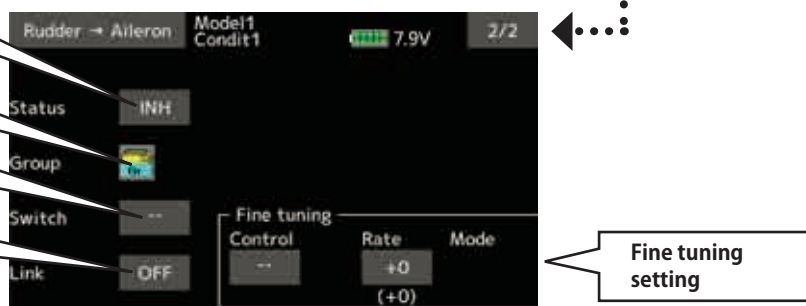 Rudder → Aileron
Model1
Condit1
7.9V
2/2
Status
INH
Group
Switch
--
Link
OFF
Fine tuning
Control
Rate
Mode
--
+0
(+0)
Fine tuning
setting